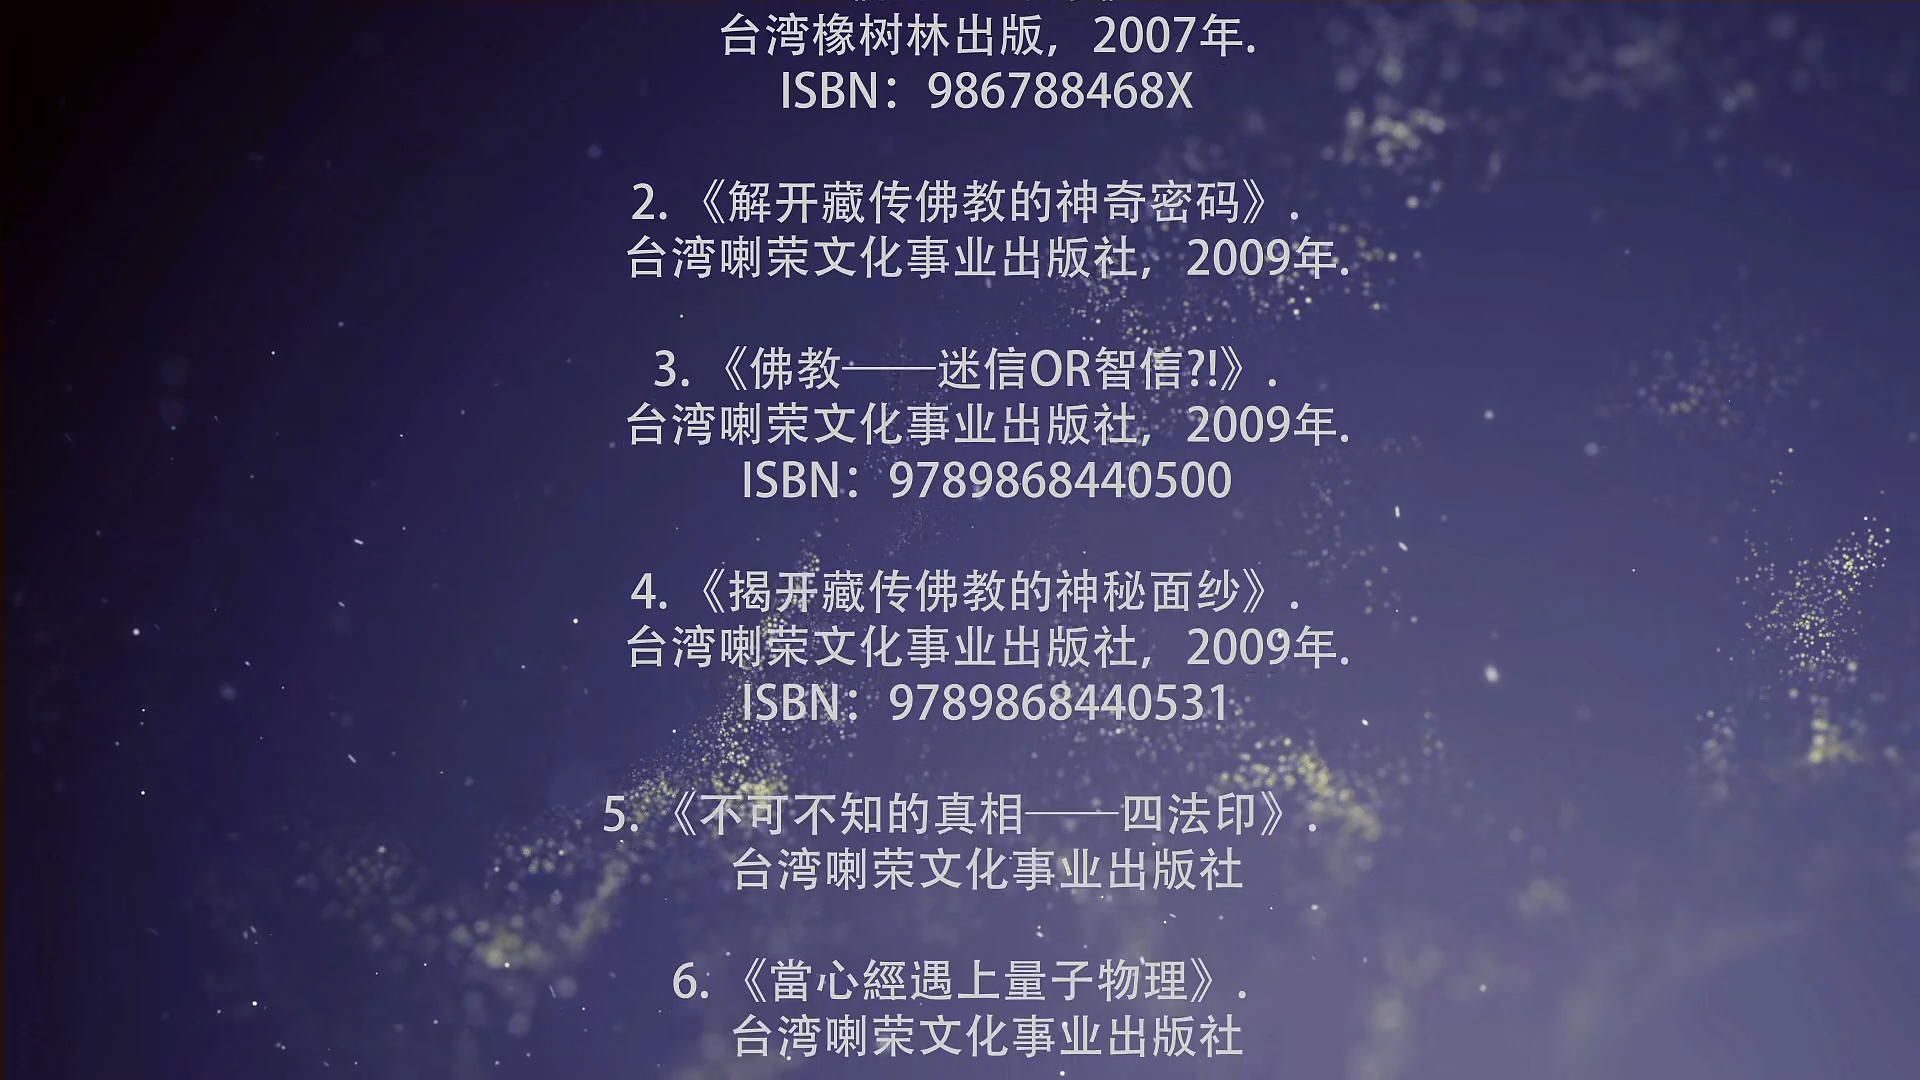 台湾橡树林出版，2007年.
ISBN：986788468X
2. 《解开藏传佛教的神奇密码》.
台湾喇荣文化事业出版社，2009年.
3. 《佛教——迷信OR智信?!》.
台湾喇荣文化事业出版社，2009年.
ISBN：9789868440500
4. 《揭开藏传佛教的神秘面纱》.
台湾喇荣文化事业出版社，2009年.
ISBN：9789868440531
5. 《不可不知的真相——四法印》.
台湾喇荣文化事业出版社
6. 《當心經遇上量子物理》.
台湾喇荣文化事业出版社